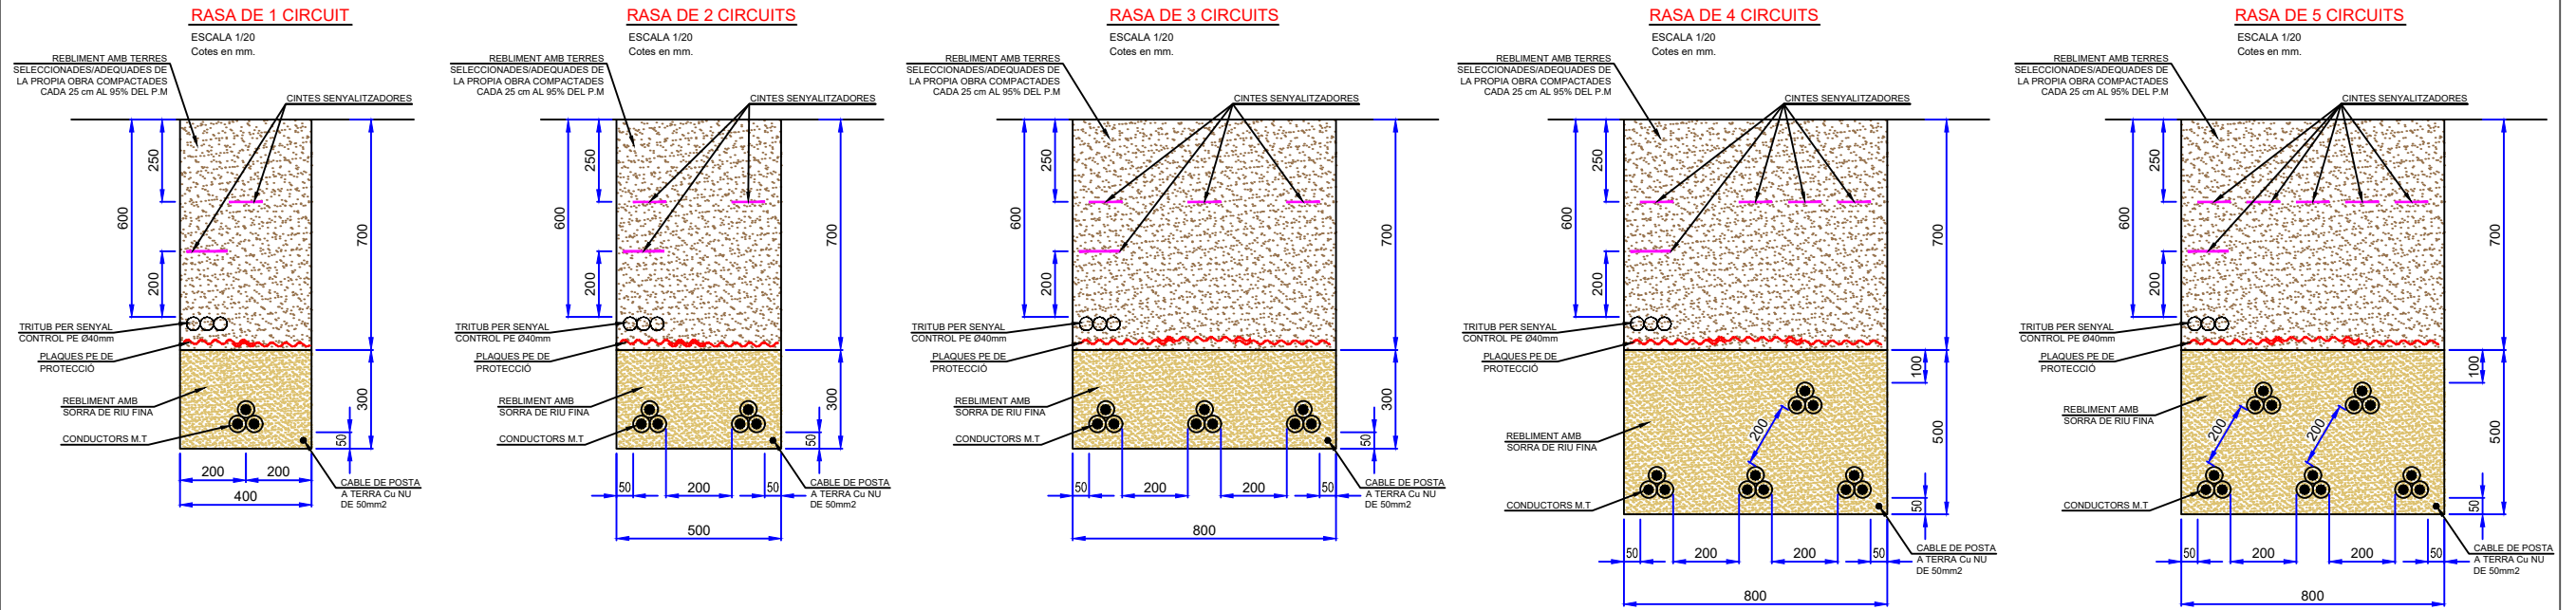 RASA DE 1 CIRCUIT
ESCALA 1/20
Cotes en mm.
REBLIMENT AMB TERRES
SELECCIONADES/ADEQUADES DE
LA PROPIA OBRA COMPACTADES
CADA 25 cm AL 95% DEL P.M
CINTES SENYALITZADORES
250
600
200
700
300
50
TRITUB PER SENYAL
CONTROL PE Ø40mm
PLAQUES PE DE
PROTECCIÓ
REBLIMENT AMB
SORRA DE RIU FINA
CONDUCTORS M.T
200
200
400
CABLE DE POSTA
A TERRA Cu NU
DE 50mm2
RASA DE 2 CIRCUITS
ESCALA 1/20
Cotes en mm.
REBLIMENT AMB TERRES
SELECCIONADES/ADEQUADES DE
LA PROPIA OBRA COMPACTADES
CADA 25 cm AL 95% DEL P.M
CINTES SENYALITZADORES
250
600
200
700
300
50
TRITUB PER SENYAL
CONTROL PE Ø40mm
PLAQUES PE DE
PROTECCIÓ
REBLIMENT AMB
SORRA DE RIU FINA
CONDUCTORS M.T
50
200
50
500
CABLE DE POSTA
A TERRA Cu NU
DE 50mm2
RASA DE 3 CIRCUITS
ESCALA 1/20
Cotes en mm.
REBLIMENT AMB TERRES
SELECCIONADES/ADEQUADES DE
LA PROPIA OBRA COMPACTADES
CADA 25 cm AL 95% DEL P.M
CINTES SENYALITZADORES
250
600
200
700
300
50
TRITUB PER SENYAL
CONTROL PE Ø40mm
PLAQUES PE DE
PROTECCIÓ
REBLIMENT AMB
SORRA DE RIU FINA
CONDUCTORS M.T
50
200
200
50
800
CABLE DE POSTA
A TERRA Cu NU
DE 50mm2
RASA DE 4 CIRCUITS
ESCALA 1/20
Cotes en mm.
REBLIMENT AMB TERRES
SELECCIONADES/ADEQUADES DE
LA PROPIA OBRA COMPACTADES
CADA 25 cm AL 95% DEL P.M
CINTES SENYALITZADORES
250
600
200
700
100
500
50
TRITUB PER SENYAL
CONTROL PE Ø40mm
PLAQUES PE DE
PROTECCIÓ
200
REBLIMENT AMB
SORRA DE RIU FINA
CONDUCTORS M.T
50
200
200
50
800
CABLE DE POSTA
A TERRA Cu NU
DE 50mm2
RASA DE 5 CIRCUITS
ESCALA 1/20
Cotes en mm.
REBLIMENT AMB TERRES
SELECCIONADES/ADEQUADES DE
LA PROPIA OBRA COMPACTADES
CADA 25 cm AL 95% DEL P.M
CINTES SENYALITZADORES
250
600
200
700
100
500
50
TRITUB PER SENYAL
CONTROL PE Ø40mm
PLAQUES PE DE
PROTECCIÓ
REBLIMENT AMB
SORRA DE RIU FINA
200
200
CONDUCTORS M.T
50
200
200
50
800
CABLE DE POSTA
A TERRA Cu NU
DE 50mm2